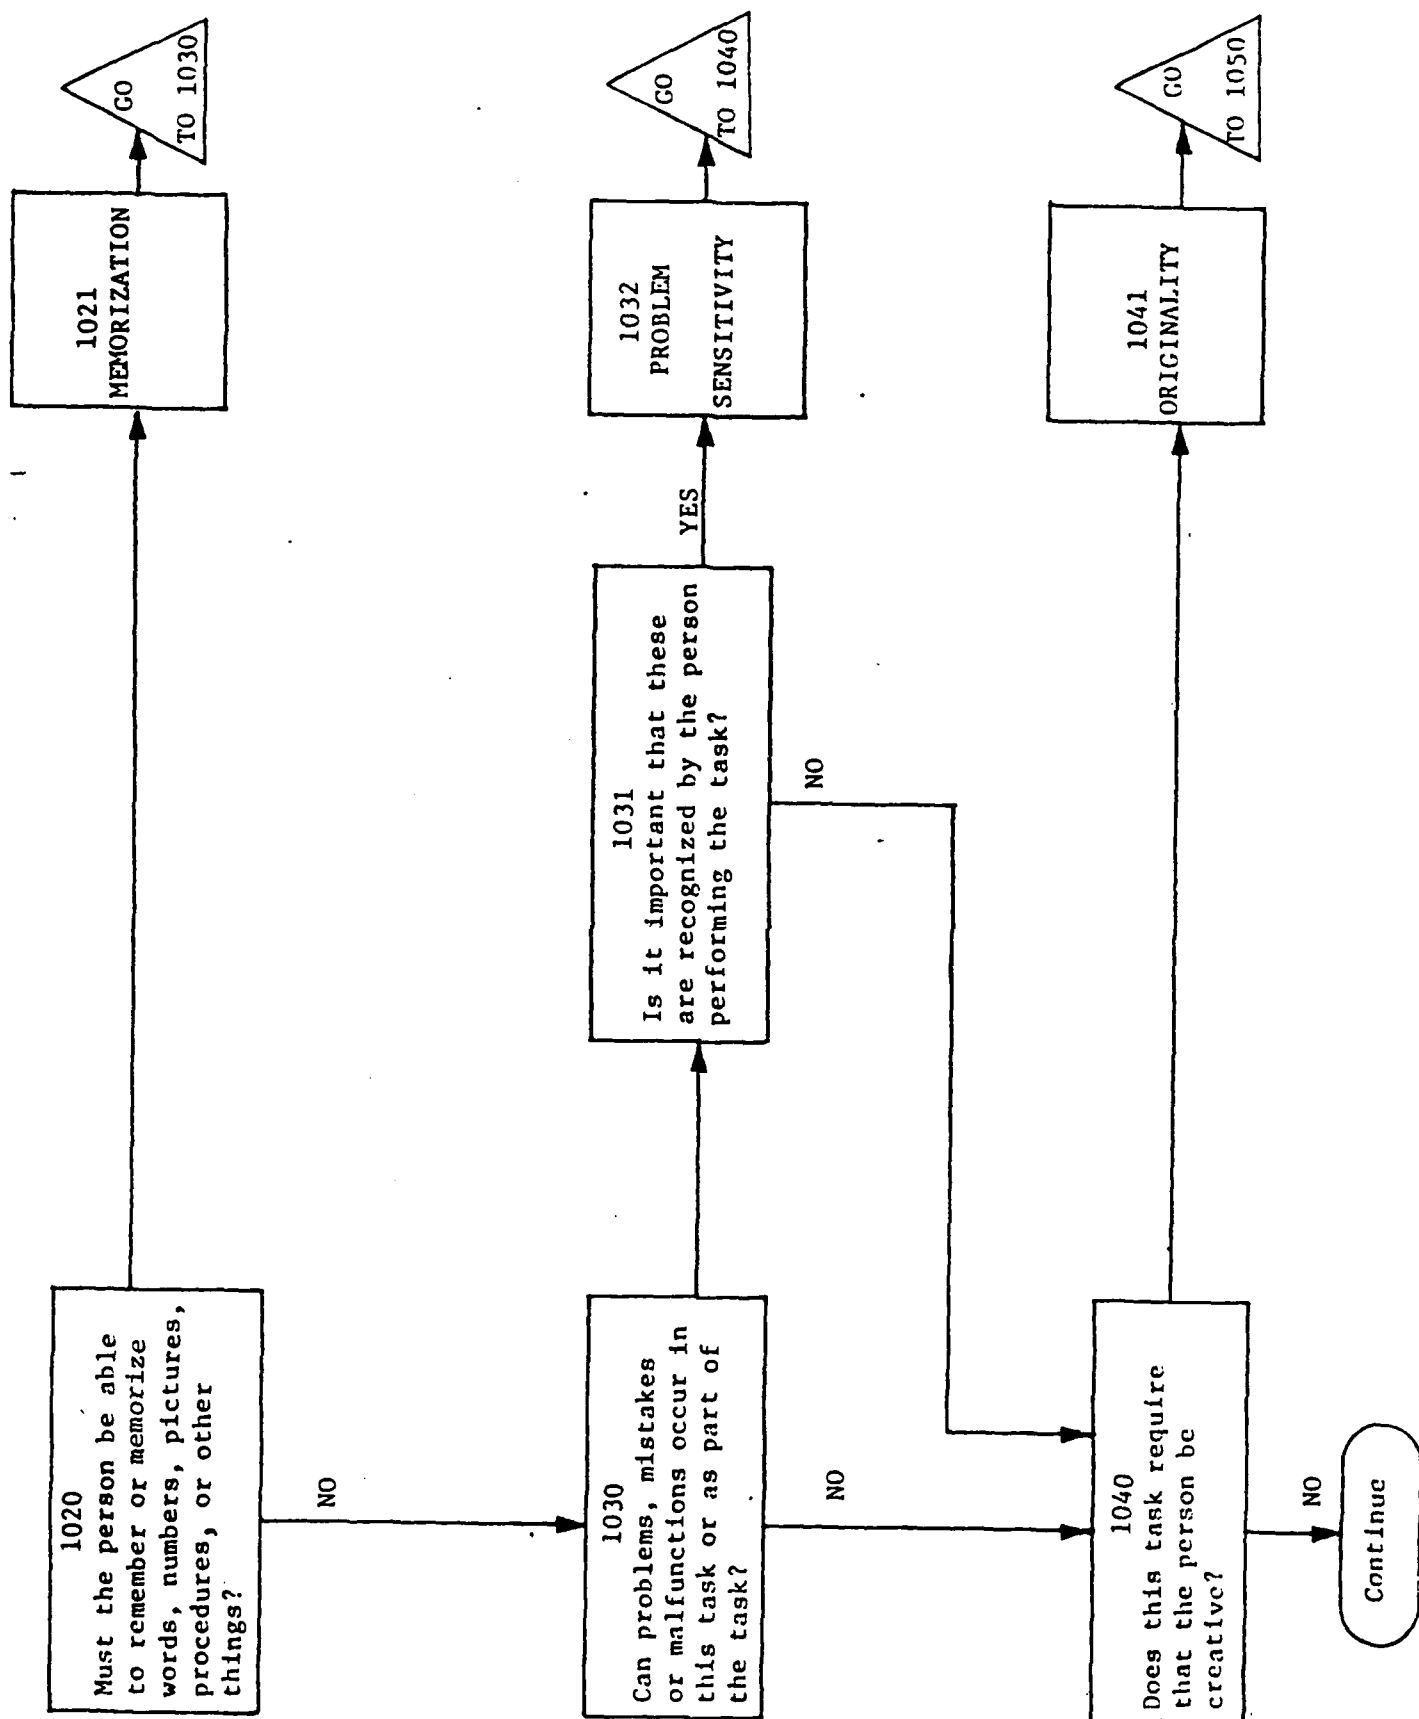 1020
Must the person be able
to remember or memorize
words, numbers, pictures,
procedures, or other
things?
1021
MEMORIZATION
GO
TO 1030
NO
1030
Can problems, mistakes
or malfunctions occur in
this task or as part of
the task?
1031
Is it important that these
are recognized by the person
performing the task?
YES
1032
PROBLEM
SENSITIVITY
GO
TO 1040
NO
NO
1040
Does this task require
that the person be
creative?
1041
ORIGINALITY
GO
TO 1050
NO
Continue